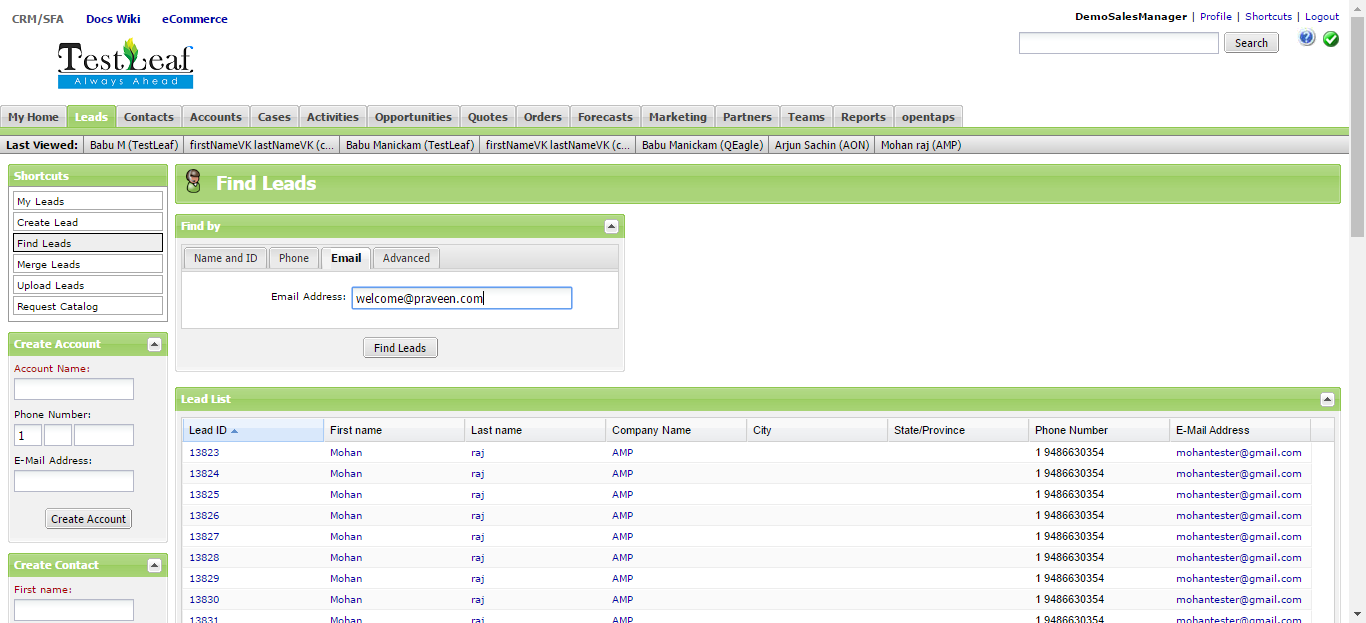 CRM/SFA Docs Wiki eCommerce
DemoSalesManager | Profile | Shortcuts | Logout
TestLeaf
Always Ahead
Search
?
My Home Leads Contacts Accounts Cases Activities Opportunities Quotes Orders Forecasts Marketing Partners Teams Reports opentaps
Last Viewed: Babu M (TestLeaf) firstNameVK lastNameVK (c... Babu Manickam (TestLeaf) firstNameVK lastNameVK (c... Babu Manickam (QEagle) Arjun Sachin (AON) Mohan raj (AMP)
Shortcuts
My Leads
Create Lead
Find Leads
Merge Leads
Upload Leads
Request Catalog
Create Account
Account Name:
Phone Number:
1
E-Mail Address:
Create Account
Create Contact
First name:
Find Leads
Find by
Name and ID Phone Email Advanced
Email Address: welcome@praveen.com
Find Leads
Lead List
Lead ID First name Last name Company Name City State/Province Phone Number E-Mail Address
13823 Mohan raj AMP 1 9486630354 mohantester@gmail.com
13824 Mohan raj AMP 1 9486630354 mohantester@gmail.com
13825 Mohan raj AMP 1 9486630354 mohantester@gmail.com
13826 Mohan raj AMP 1 9486630354 mohantester@gmail.com
13827 Mohan raj AMP 1 9486630354 mohantester@gmail.com
13828 Mohan raj AMP 1 9486630354 mohantester@gmail.com
13829 Mohan raj AMP 1 9486630354 mohantester@gmail.com
13830 Mohan raj AMP 1 9486630354 mohantester@gmail.com
13831 Mohan raj AMP 1 9486630354 mohantester@gmail.com